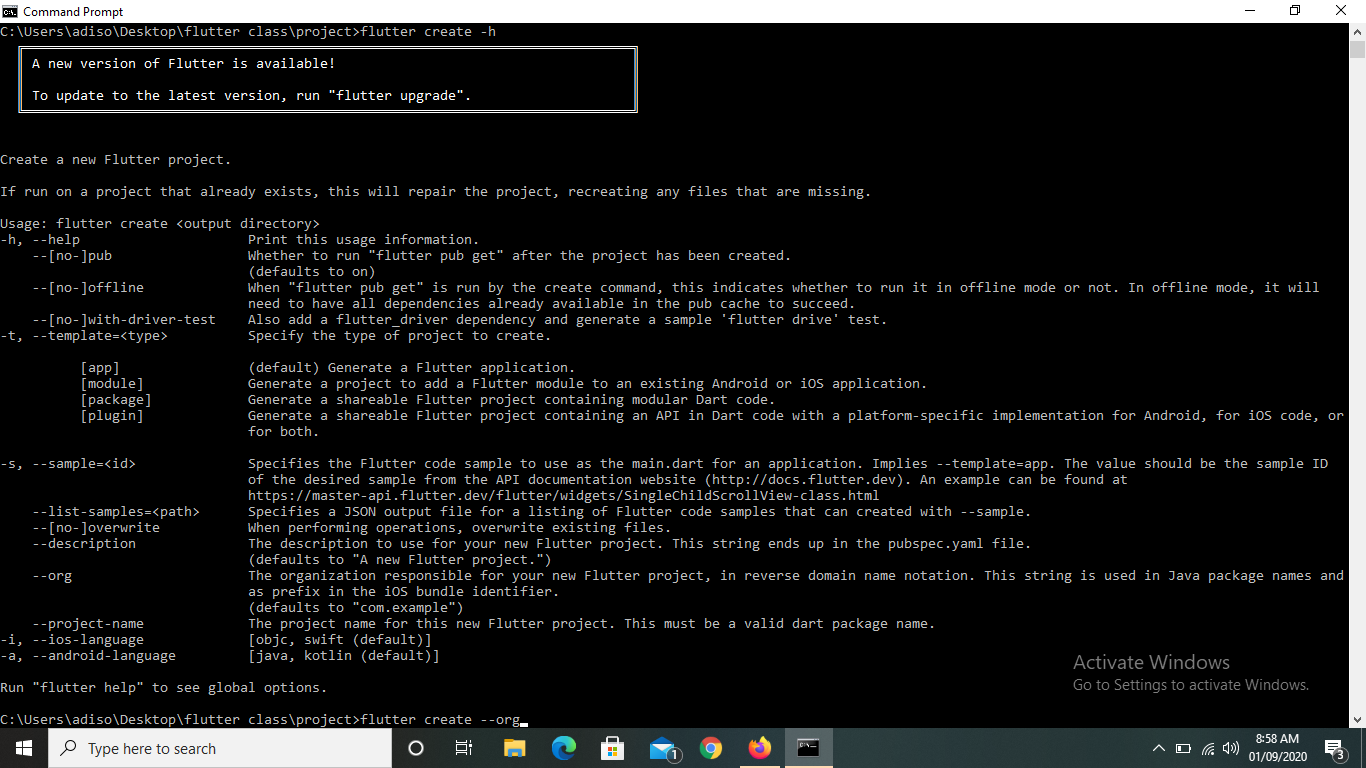 Command Prompt
C:\Users\adiso\Desktop\flutter class\project>flutter create -h
A new version of Flutter is available!
To update to the latest version, run "flutter upgrade".
Create a new Flutter project.
If run on a project that already exists, this will repair the project, recreating any files that are missing.
Usage: flutter create <output directory>
-h, --help Print this usage information.
--[no-]pub Whether to run "flutter pub get" after the project has been created.
(defaults to on)
--[no-]offline When "flutter pub get" is run by the create command, this indicates whether to run it in offline mode or not. In offline mode, it will
need to have all dependencies already available in the pub cache to succeed.
--[no-]with-driver-test Also add a flutter_driver dependency and generate a sample 'flutter drive' test.
-t, --template=<type> Specify the type of project to create.
[app] (default) Generate a Flutter application.
[module] Generate a project to add a Flutter module to an existing Android or iOS application.
[package] Generate a shareable Flutter project containing modular Dart code.
[plugin] Generate a shareable Flutter project containing an API in Dart code with a platform-specific implementation for Android, for iOS code, or
for both.
-s, --sample=<id> Specifies the Flutter code sample to use as the main.dart for an application. Implies --template=app. The value should be the sample ID
of the desired sample from the API documentation website (http://docs.flutter.dev). An example can be found at
https://master-api.flutter.dev/flutter/widgets/SingleChildScrollView-class.html
--list-samples=<path> Specifies a JSON output file for a listing of Flutter code samples that can created with --sample.
--[no-]overwrite When performing operations, overwrite existing files.
--description The description to use for your new Flutter project. This string ends up in the pubspec.yaml file.
(defaults to "A new Flutter project.")
--org The organization responsible for your new Flutter project, in reverse domain name notation. This string is used in Java package names and
as prefix in the iOS bundle identifier.
(defaults to "com.example")
--project-name The project name for this new Flutter project. This must be a valid dart package name.
-i, --ios-language [objc, swift (default)]
-a, --android-language [java, kotlin (default)]
Run "flutter help" to see global options.
C:\Users\adiso\Desktop\flutter class\project>flutter create --org
Activate Windows
Go to Settings to activate Windows.
Type here to search
1
8:58 AM
01/09/2020
3